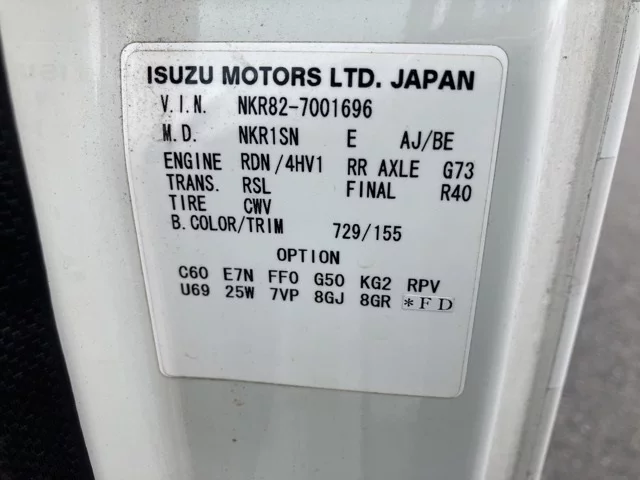 ISUZU MOTORS LTD. JAPAN
V.I.N. NKR82-7001696
M.D. NKR1SN E AJ/BE
ENGINE RDN/4HV1 RR AXLE G73
TRANS. RSL FINAL R40
TIRE CWV
B.COLOR/TRIM 729/155
OPTION
C60 E7N FF0 G50 KG2 RPV
U69 25W 7VP 8GJ 8GR *FD